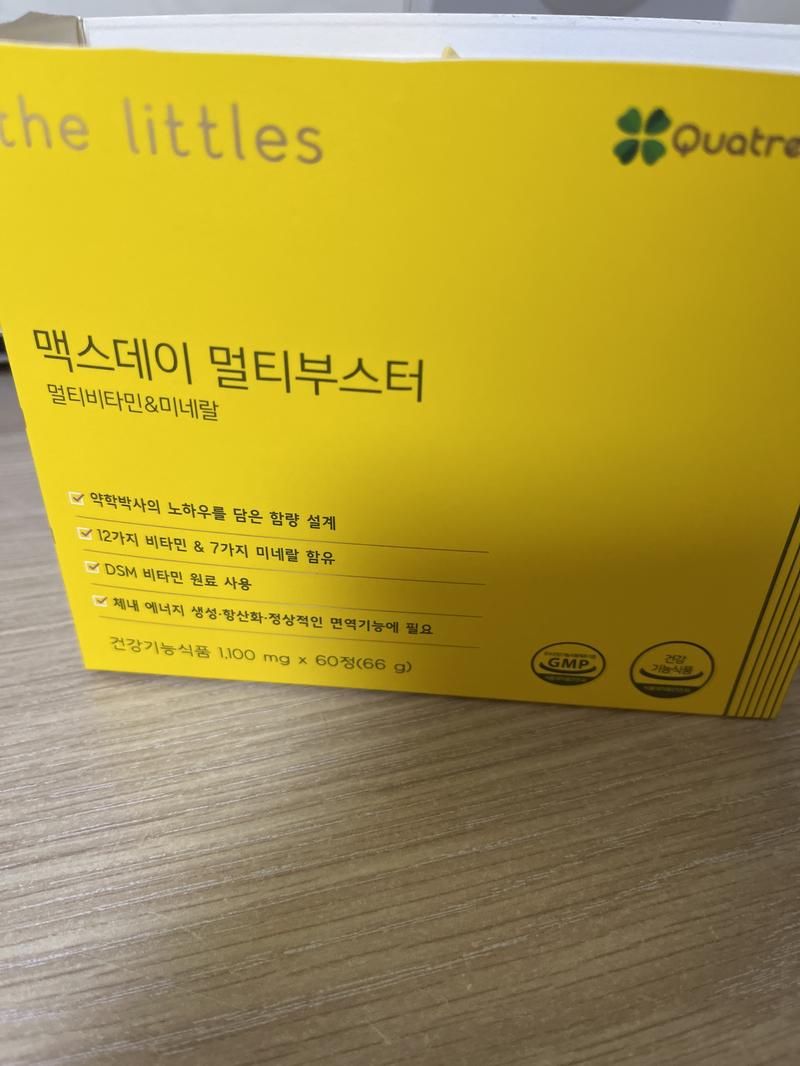 the littles
Quatre
맥스데이 멀티부스터
멀티비타민&미네랄
약학박사의 노하우를 담은 함량 설계
12가지 비타민 & 7가지 미네랄 함유
DSM 비타민 원료 사용
체내 에너지 생성·항산화·정상적인 면역기능에 필요
건강기능식품 1,100 mg x 60정(66 g)
GMP
건강
기능식품